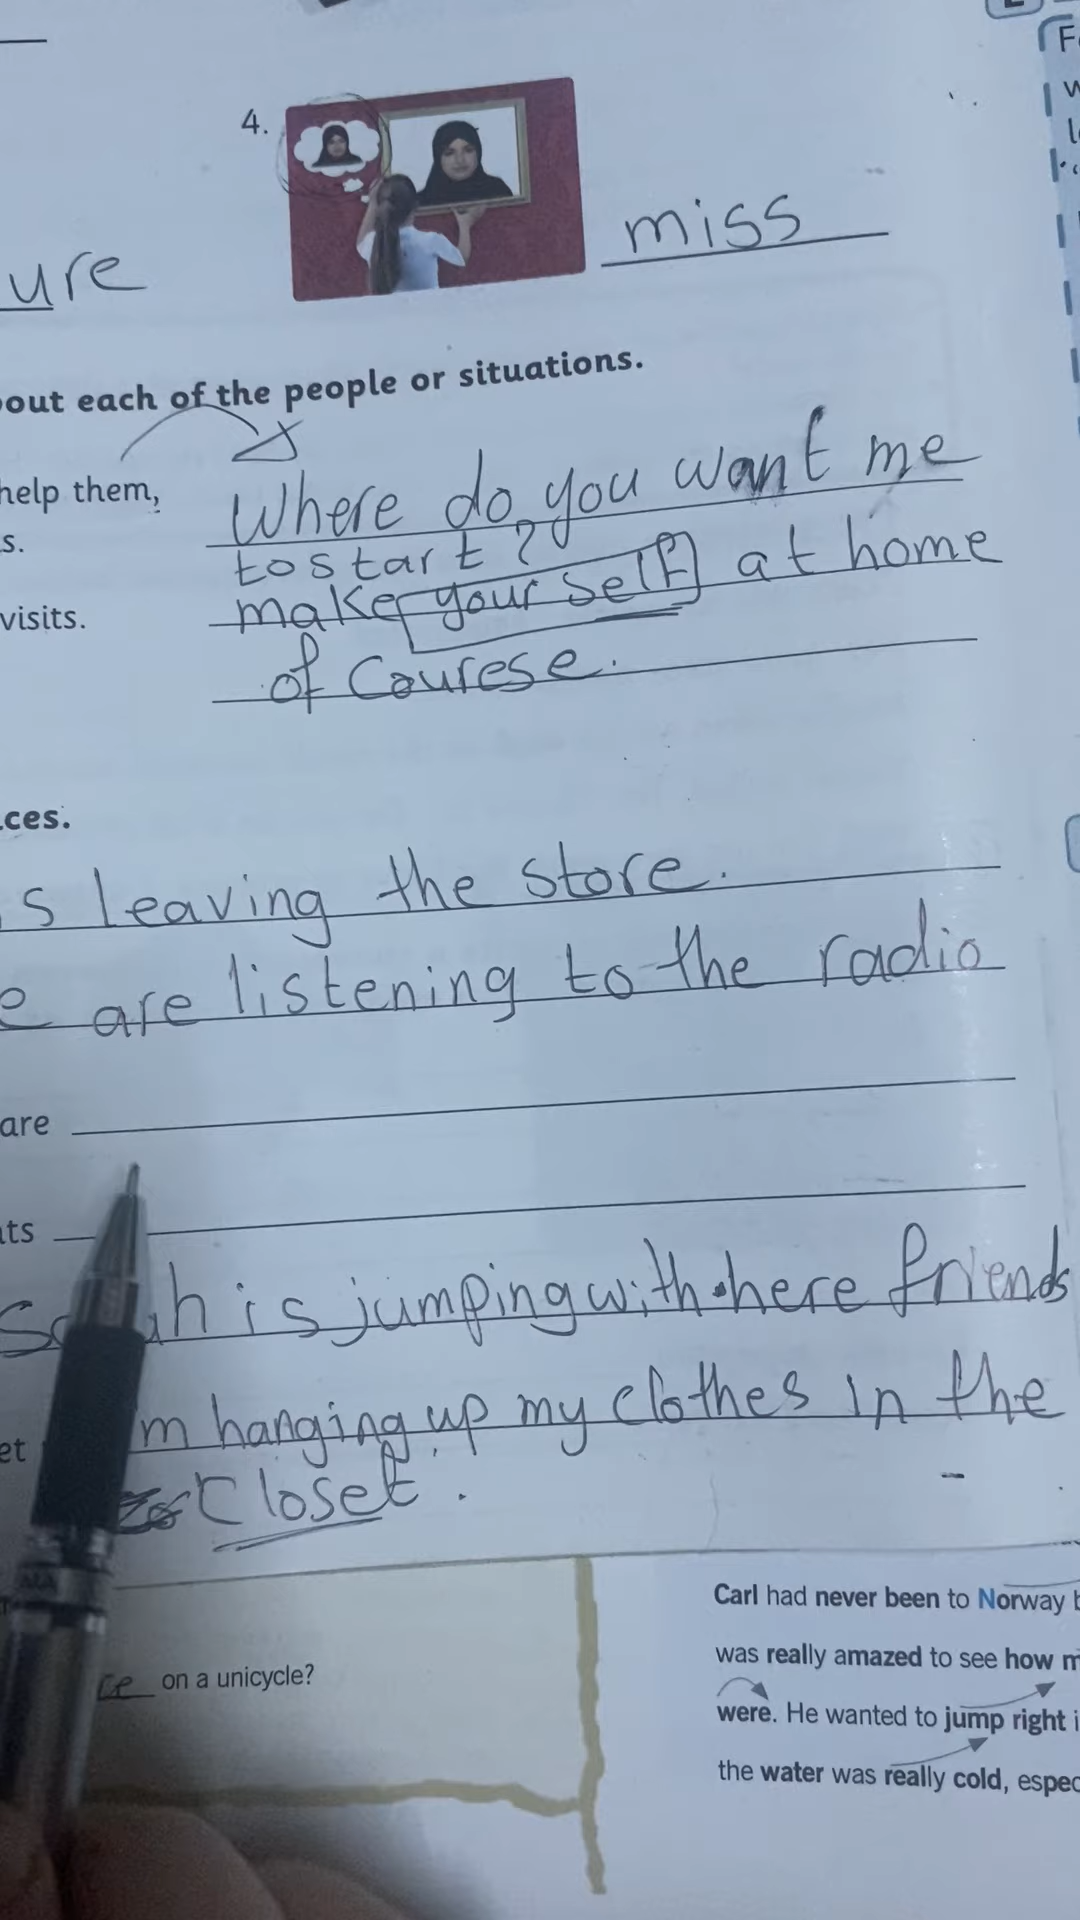 4.
miss
ure
out each of the people or situations.
help them,
Where do you want me
to start?
s.
make your self at home
visits.
of Courese.
ces.
s leaving the store.
e are listening to the radio
are
ts
h is jumping with here friends
m hanging up my clothes in the
et
Closet.
Carl had never been to Norway
was really amazed to see how m
ce on a unicycle?
were. He wanted to jump right i
the water was really cold, espec